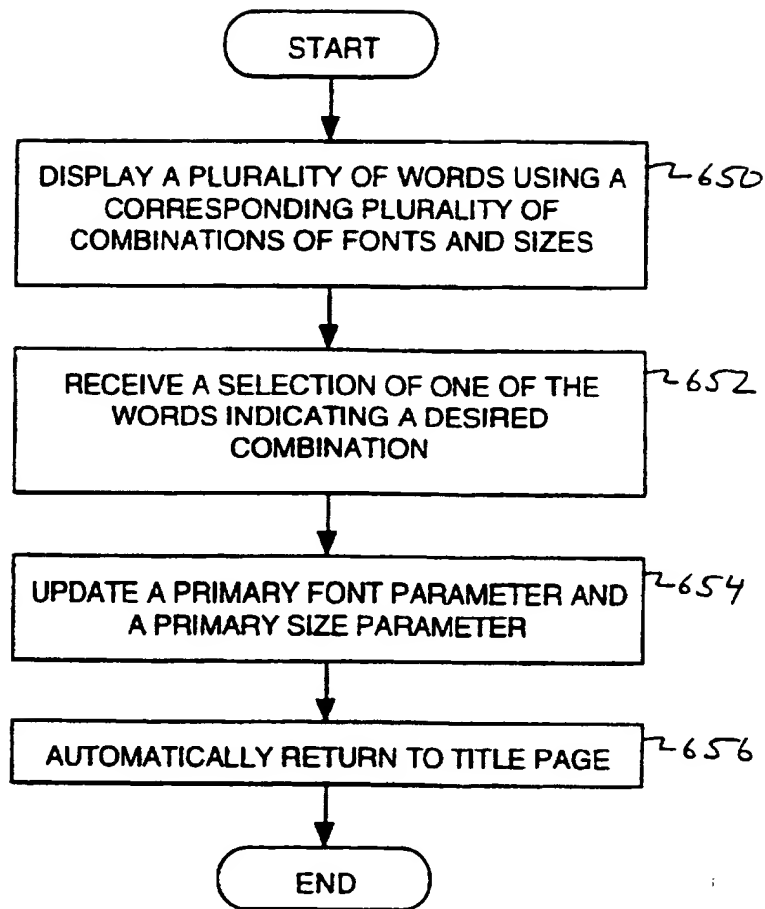 START
DISPLAY A PLURALITY OF WORDS USING A
CORRESPONDING PLURALITY OF
COMBINATIONS OF FONTS AND SIZES
650
RECEIVE A SELECTION OF ONE OF THE
WORDS INDICATING A DESIRED
COMBINATION
652
UPDATE A PRIMARY FONT PARAMETER AND
A PRIMARY SIZE PARAMETER
654
AUTOMATICALLY RETURN TO TITLE PAGE
656
END